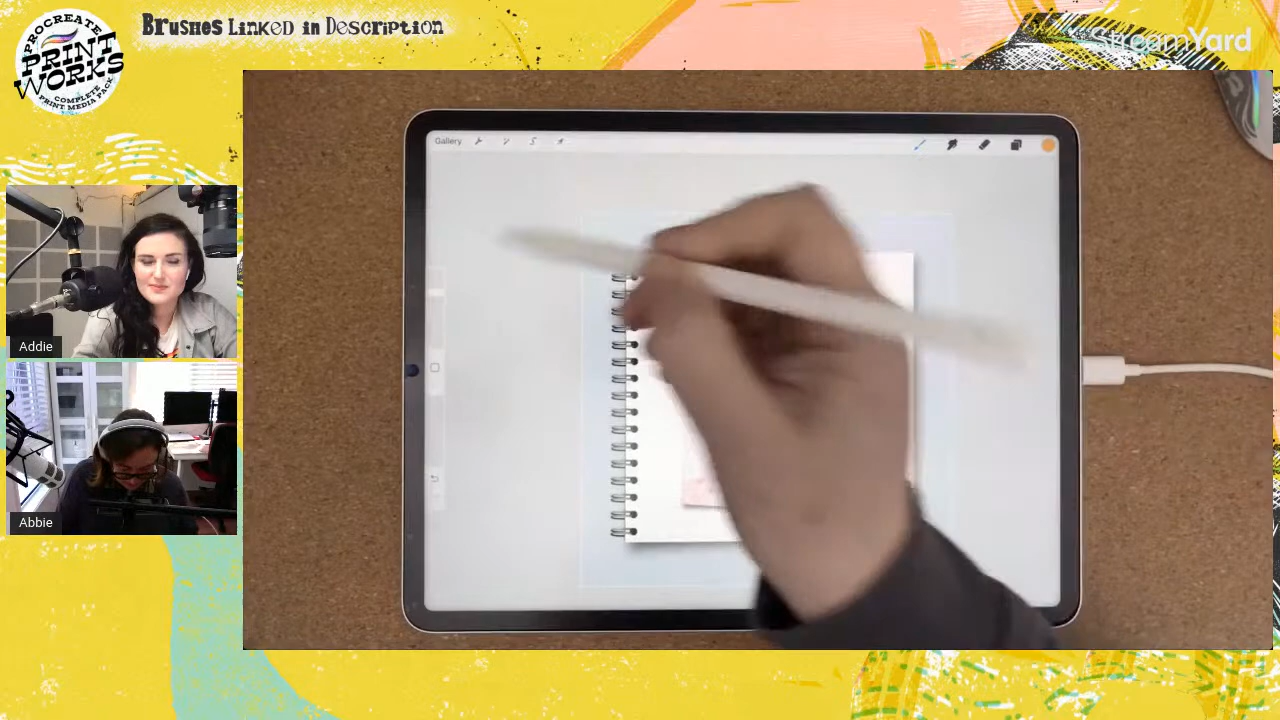 Brushes Linked in Description
StreamYard
PROCREATE
PRINT
WORKS
COMPLETE
PRINT MEDIA PACK
Gallery
Addie
Abbie